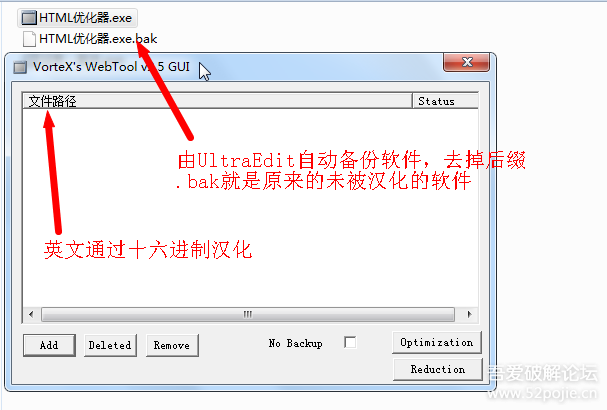 HTML优化器.exe
HTML优化器.exe.bak
VorteX's WebTool v 5 GUI
文件路径
Status
由UltraEdit自动备份软件，去掉后缀
.bak就是原来的未被汉化的软件
英文通过十六进制汉化
Add
Deleted
Remove
No Backup
Optimization
Reduction
吾爱破解论坛
www.52pojie.cn